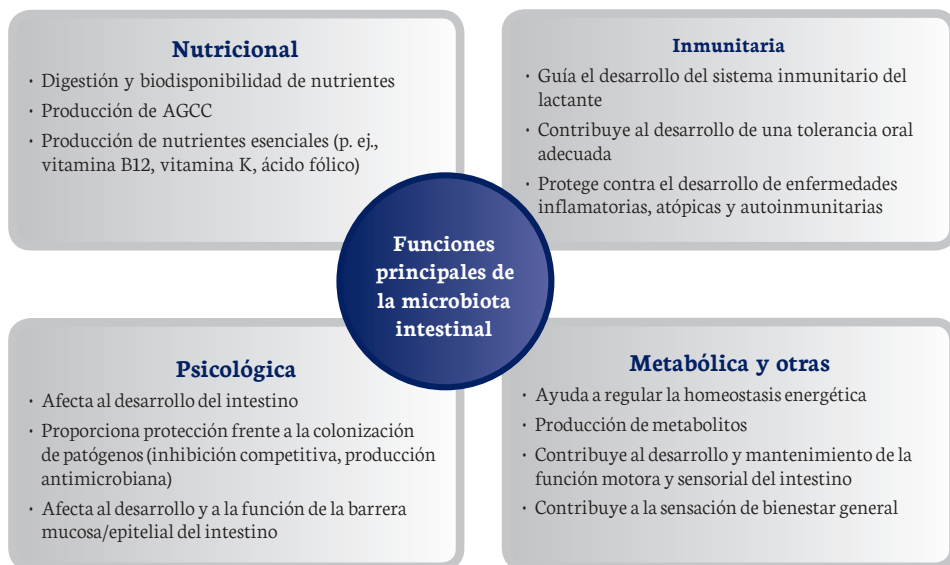 Nutricional
· Digestión y biodisponibilidad de nutrientes
· Producción de AGCC
· Producción de nutrientes esenciales (p. ej.,
vitamina B12, vitamina K, ácido fólico)
Inmunitaria
· Guía el desarrollo del sistema inmunitario del
lactante
· Contribuye al desarrollo de una tolerancia oral
adecuada
· Protege contra el desarrollo de enfermedades
inflamatorias, atópicas y autoinmunitarias
Funciones
principales de
la microbiota
intestinal
Psicológica
· Afecta al desarrollo del intestino
· Proporciona protección frente a la colonización
de patógenos (inhibición competitiva, producción
antimicrobiana)
· Afecta al desarrollo y a la función de la barrera
mucosa/epitelial del intestino
Metabólica y otras
· Ayuda a regular la homeostasis energética
· Producción de metabolitos
· Contribuye al desarrollo y mantenimiento de la
función motora y sensorial del intestino
· Contribuye a la sensación de bienestar general